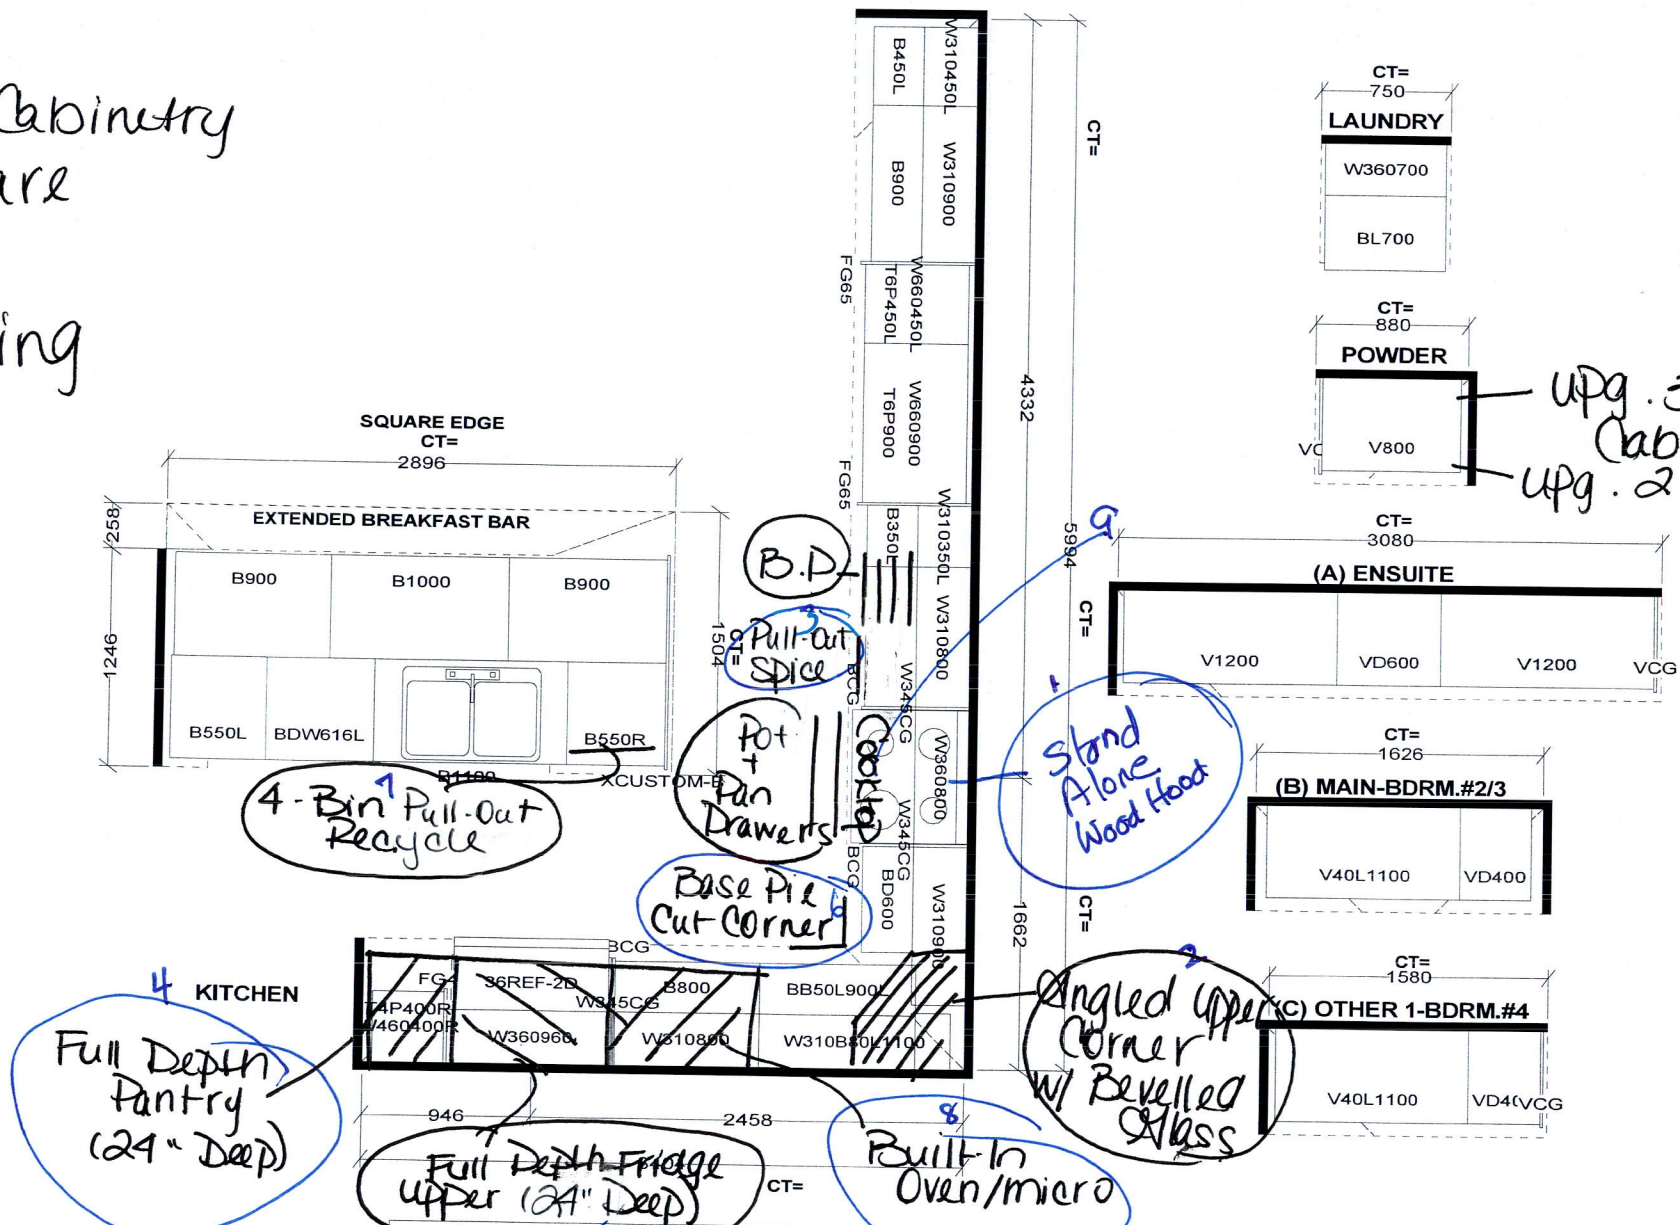 Cabinetry
CT=
750
LAUNDRY
W360700
BL700
CT=
880
POWDER
V800
upg.
upg. 2
CT=
3080
(A) ENSUITE
V1200
VD600
V1200
VCG
CT=
1626
(B) MAIN-BDRM.#2/3
V40L1100
VD400
CT=
1580
(C) OTHER 1-BDRM.#4
V40L1100
VCG
SQUARE EDGE
CT=
2896
258
EXTENDED BREAKFAST BAR
1246
1504
CT=
B900
B1000
B900
B550L
BDW616L
B550R
B1100
XCUSTOM-E
7
4-Bin Pull-Out
Recycle
B450L
W310450L
B900
W310900
FG65
T6P450L
W660450L
T6P900
W660900
FG65
B350L
W310350L
W310800
BCG
W345CG
W360800
W345CG
BCG
BD600
W310900
CT=
4332
5994
CT=
1662
CT=
B.D
3
Pull-Out
Spice
Pot
+
Pan
Drawers
Cooktop
9
1
Stand
Alone
Wood Hood
6
Base Pie
Cut Corner
BCG
KITCHEN
T4P400R
W460400R
36REF-2D
W360960
W345CG
B800
W310800
W310B80L1100
4
Full Depth
Pantry
(24" Deep)
946
2458
Full Depth Fridge
upper (24" Deep)
CT=
8
Built-In
Oven/micro
2
Angled upper
Corner
w/ Bevelled
Glass